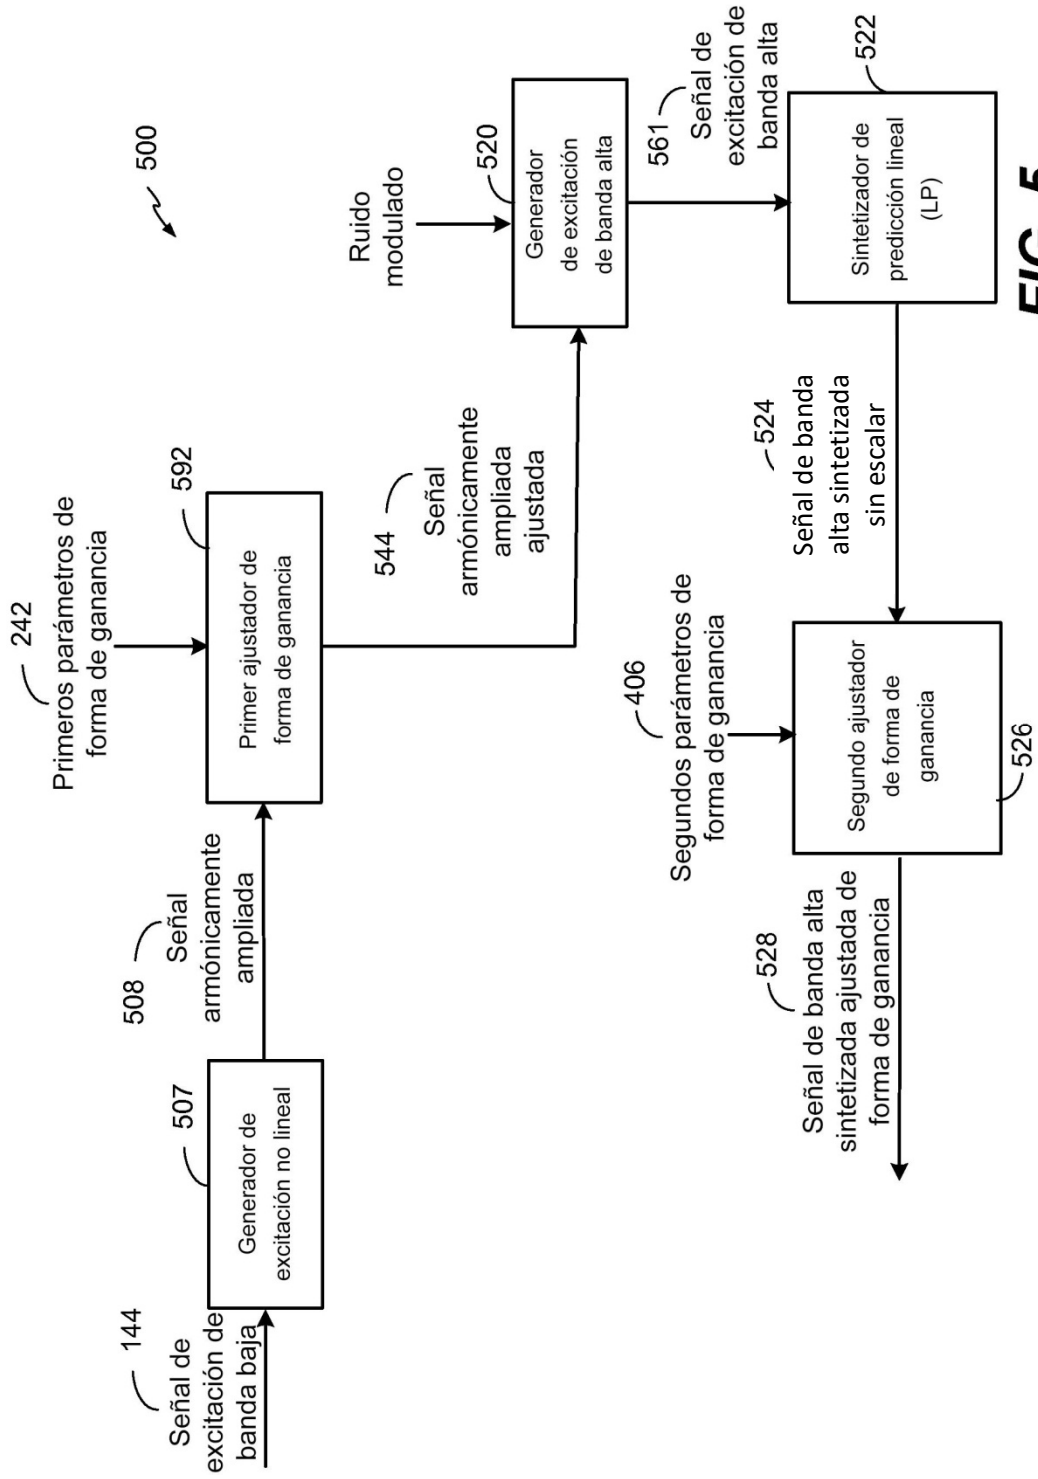 242
Primeros parámetros de
forma de ganancia
500
144
Señal de
excitación de
banda baja
507
Generador de
excitación no lineal
508
Señal
armónicamente
ampliada
592
Primer ajustador de
forma de ganancia
544
Señal
armónicamente
ampliada
ajustada
Ruido
modulado
520
Generador
de excitación
de banda alta
561
Señal de
excitación de
banda alta
528
Señal de banda alta
sintetizada ajustada de
forma de ganancia
406
Segundos parámetros de
forma de ganancia
Segundo ajustador
de forma de
ganancia
526
524
Señal de banda
alta sintetizada
sin escalar
522
Sintetizador de
predicción lineal
(LP)
FIG. 5